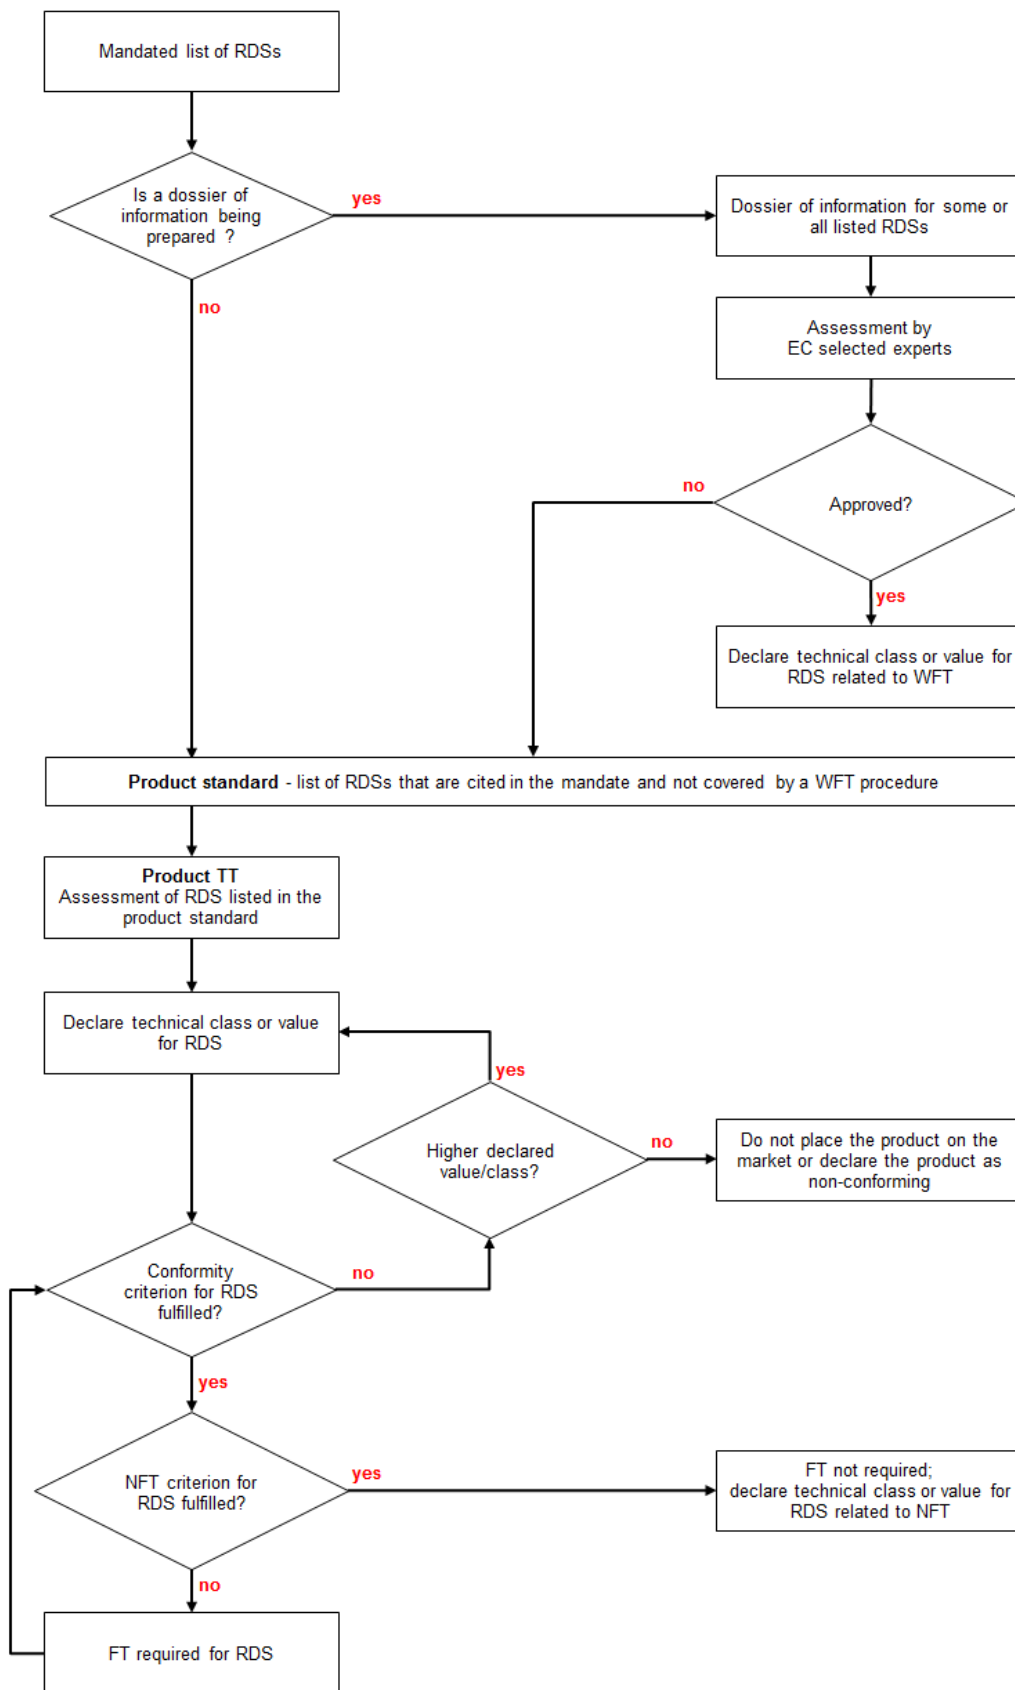 Mandated list of RDSs
Is a dossier of
information being
prepared ?
yes
Dossier of information for some or
all listed RDSs
no
Assessment by
EC selected experts
no
Approved?
yes
Declare technical class or value for
RDS related to WFT
Product standard - list of RDSs that are cited in the mandate and not covered by a WFT procedure
Product TT
Assessment of RDS listed in the
product standard
Declare technical class or value
for RDS
yes
Higher declared
value/class?
no
Do not place the product on the
market or declare the product as
non-conforming
Conformity
criterion for RDS
fulfilled?
no
yes
NFT criterion for
RDS fulfilled?
yes
FT not required;
declare technical class or value for
RDS related to NFT
no
FT required for RDS